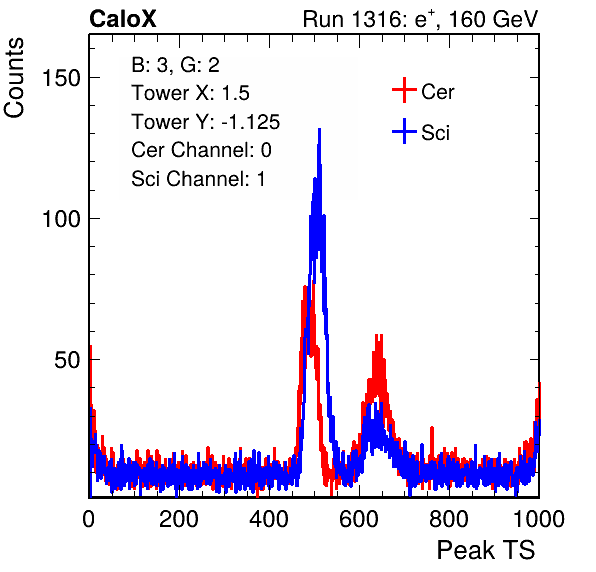 CaloX Run 1316: e+, 160 GeV
B: 3, G: 2
Tower X: 1.5
Tower Y: -1.125
Cer Channel: 0
Sci Channel: 1
Cer
Sci
Counts
150
100
50
0 200 400 600 800 1000
Peak TS